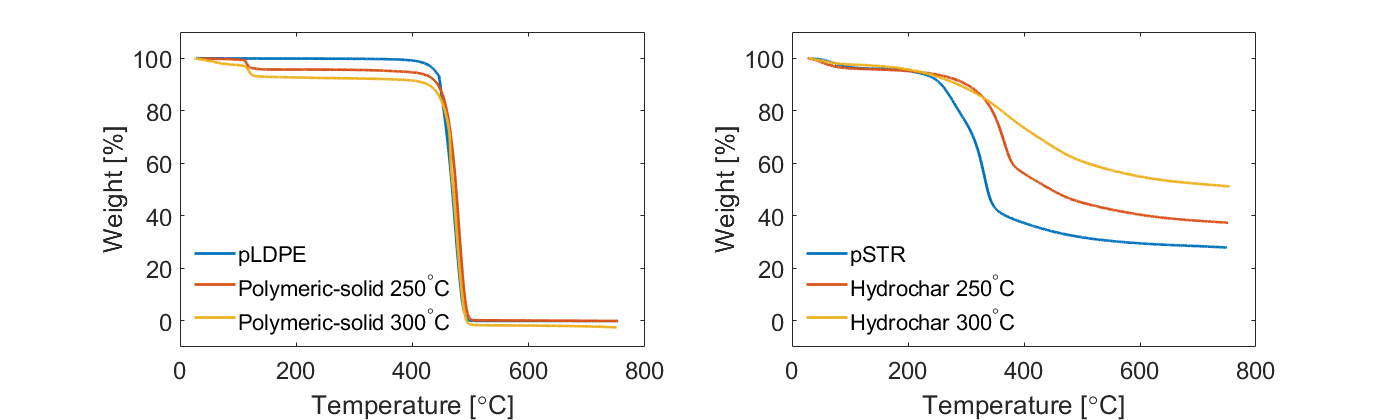 100
80
60
40
20
0
Weight [%]
pLDPE
Polymeric-solid 250°C
Polymeric-solid 300°C
0 200 400 600 800
Temperature [°C]
100
80
60
40
20
0
Weight [%]
pSTR
Hydrochar 250°C
Hydrochar 300°C
0 200 400 600 800
Temperature [°C]